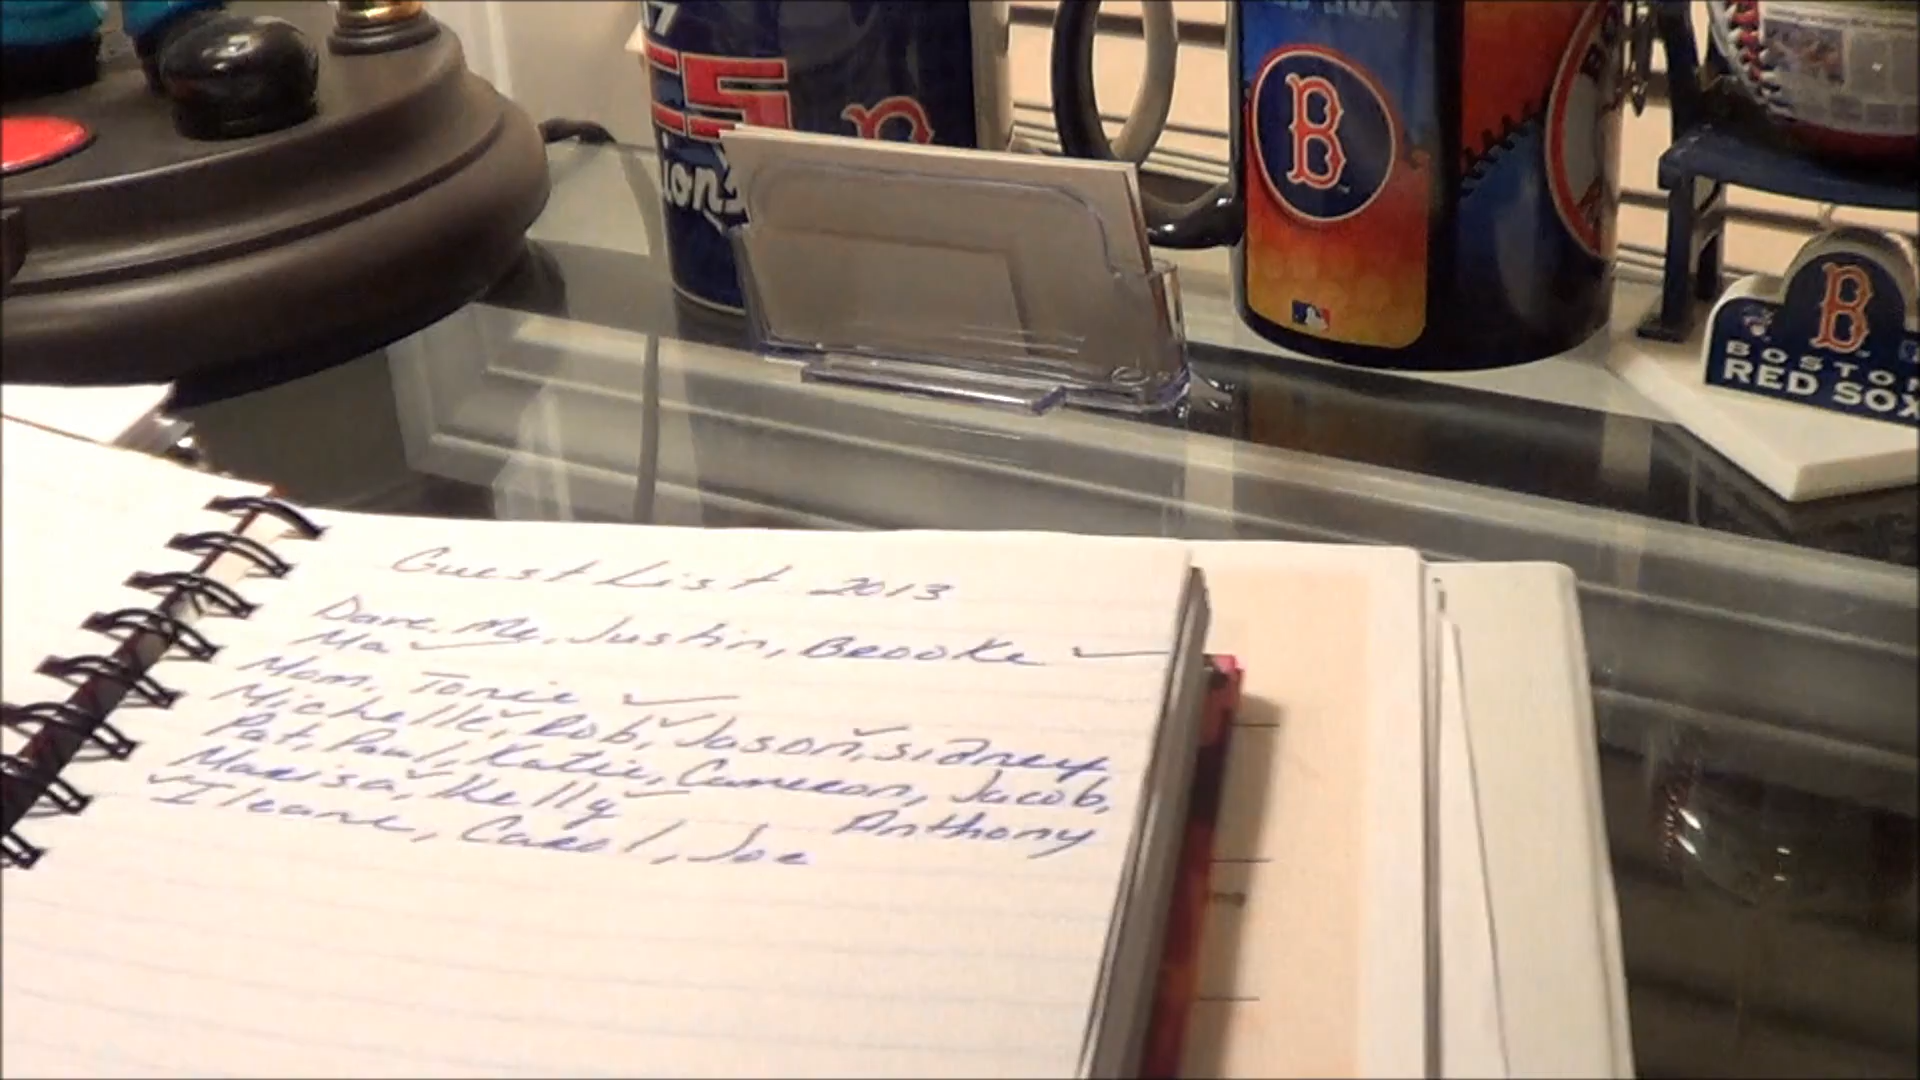 B
B
BOSTON
RED SOX
Guest List 2013
Dave, Me, Justin, Brooke ✓
Ma ✓
Mom, Tonie ✓
Michelle, Rob, Jason, Sidney
Pat, Paul, Katie, Cameron, Jacob,
Marisa, Kelly Anthony
Ileane, Carol, Joe